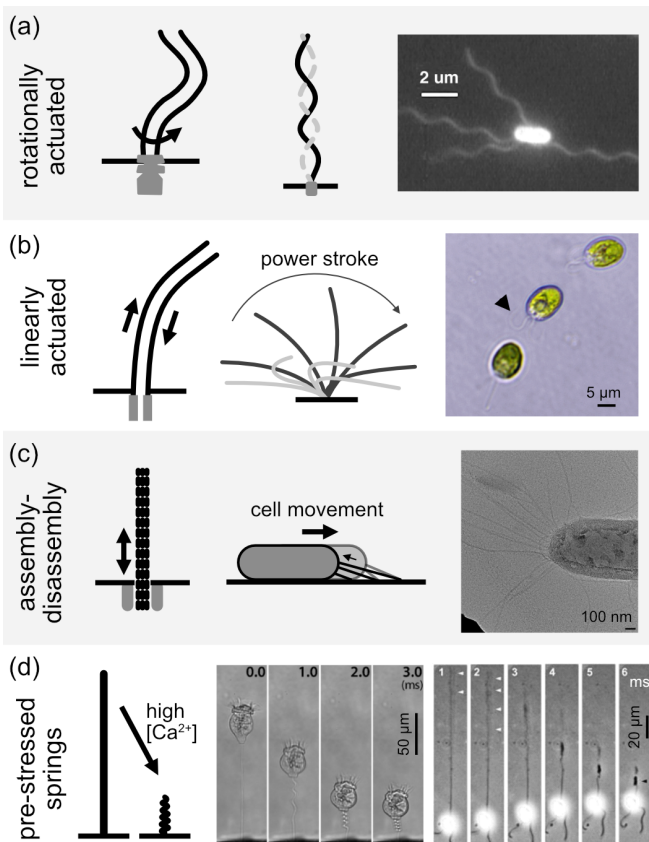 (a)
rotationally
actuated
2 um
(b)
linearly
actuated
power stroke
5 µm
(c)
assembly-
disassembly
cell movement
100 nm
(d)
pre-stressed
springs
high
[Ca²⁺]
0.0 1.0 2.0 3.0
(ms)
50 µm
1 2 3 4 5 6
ms
20 µm